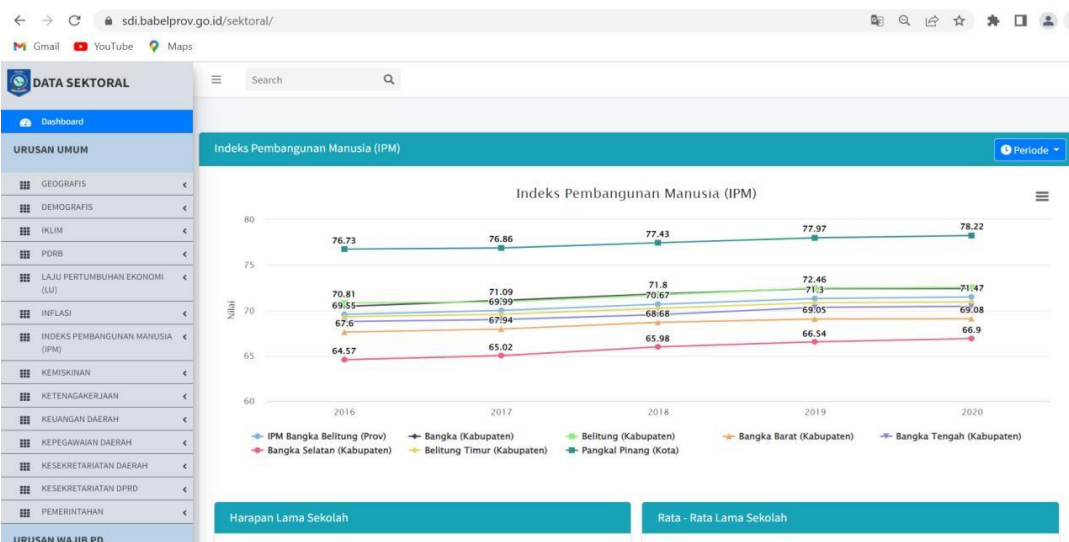 sdi.babelprov.go.id/sektoral/
Gmail YouTube Maps
DATA SEKTORAL
Search
Dashboard
URUSAN UMUM
GEOGRAFIS
DEMOGRAFIS
IKLIM
PDRB
LAJU PERTUMBUHAN EKONOMI
(LU)
INFLASI
INDEKS PEMBANGUNAN MANUSIA
(IPM)
KEMISKINAN
KETENAGAKERJAAN
KEUANGAN DAERAH
KEPEGAWAIAN DAERAH
KESEKRETARIATAN DAERAH
KESEKRETARIATAN DPRD
PEMERINTAHAN
URUSAN WAJIB PD
Indeks Pembangunan Manusia (IPM)
Periode
Indeks Pembangunan Manusia (IPM)
Nilai
80
75
70
65
60
76.73 76.86 77.43 77.97 78.22
70.81 71.09 71.8 72.46
69.55 69.99 70.67 71.3 71.47
67.6 67.94 68.68 69.05 69.08
64.57 65.02 65.98 66.54 66.9
2016 2017 2018 2019 2020
IPM Bangka Belitung (Prov) Bangka (Kabupaten) Belitung (Kabupaten) Bangka Barat (Kabupaten) Bangka Tengah (Kabupaten)
Bangka Selatan (Kabupaten) Belitung Timur (Kabupaten) Pangkal Pinang (Kota)
Harapan Lama Sekolah
Rata - Rata Lama Sekolah